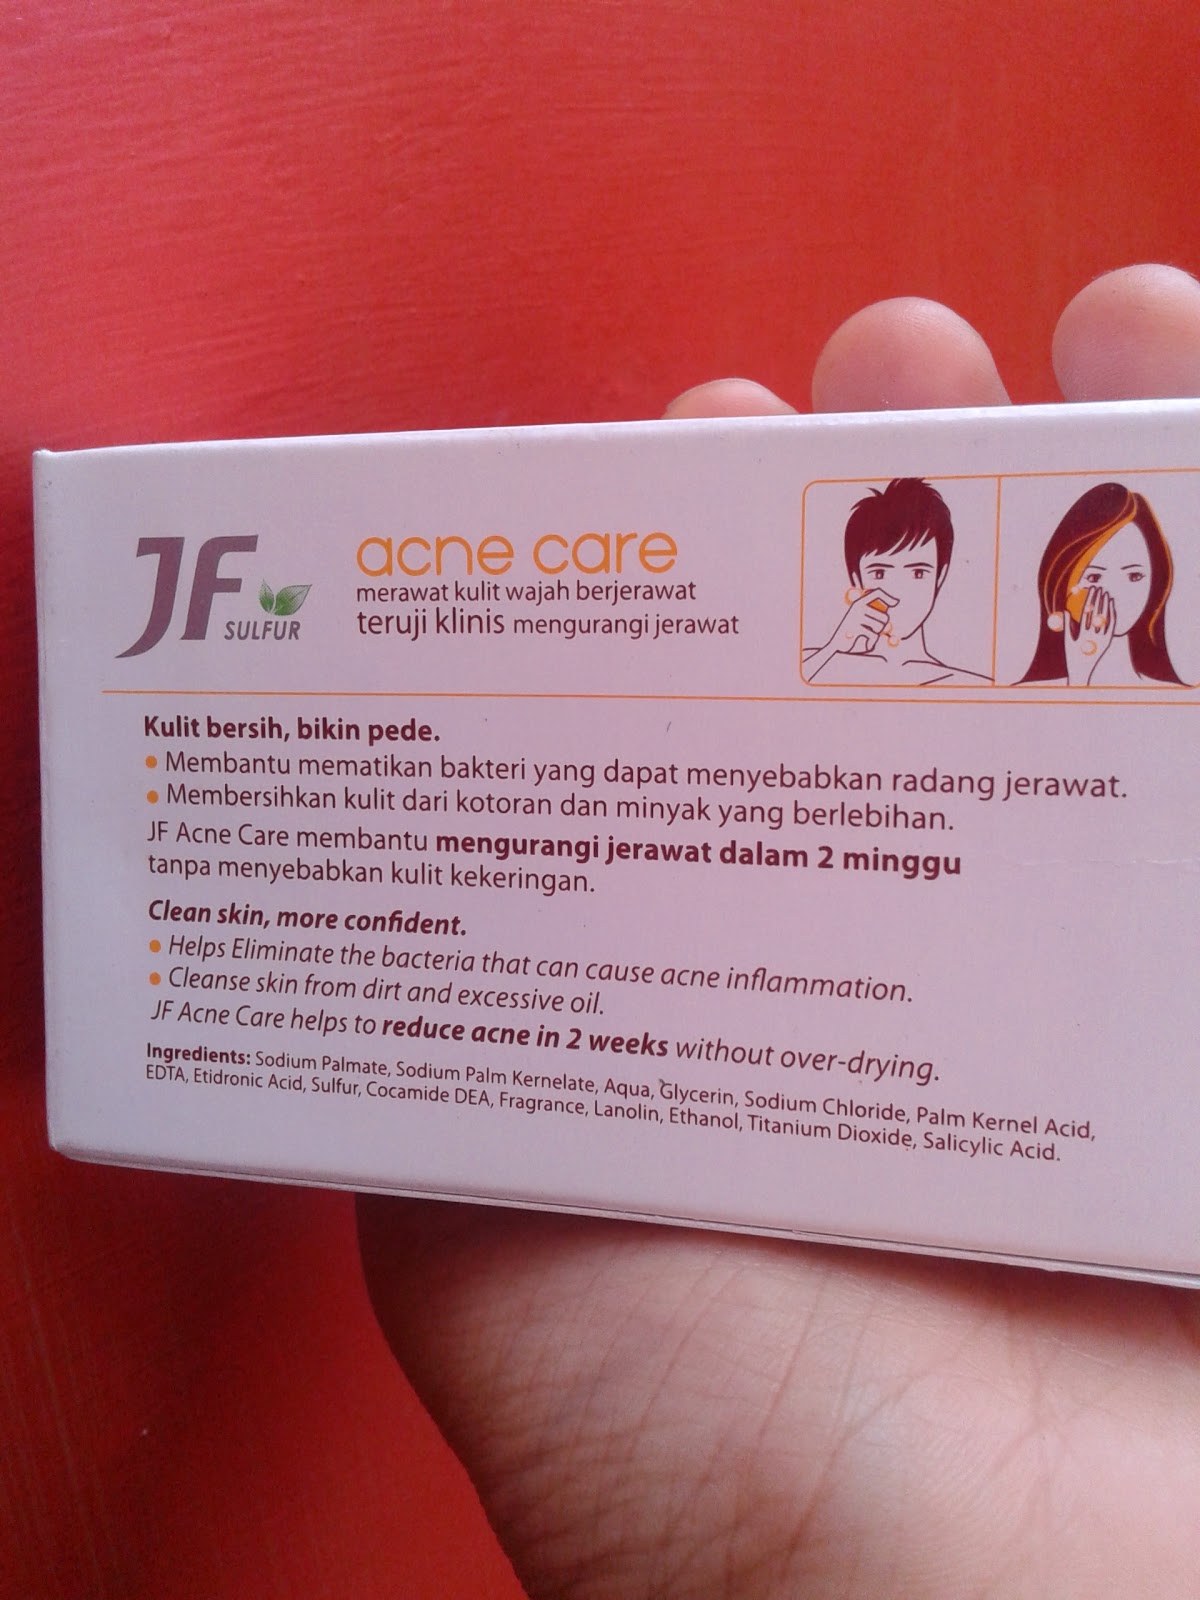 JF
SULFUR
acne care
merawat kulit wajah berjerawat
teruji klinis mengurangi jerawat
Kulit bersih, bikin pede.
• Membantu mematikan bakteri yang dapat menyebabkan radang jerawat.
• Membersihkan kulit dari kotoran dan minyak yang berlebihan.
JF Acne Care membantu mengurangi jerawat dalam 2 minggu
tanpa menyebabkan kulit kekeringan.
Clean skin, more confident.
• Helps Eliminate the bacteria that can cause acne inflammation.
• Cleanse skin from dirt and excessive oil.
JF Acne Care helps to reduce acne in 2 weeks without over-drying.
Ingredients: Sodium Palmate, Sodium Palm Kernelate, Aqua, Glycerin, Sodium Chloride, Palm Kernel Acid,
EDTA, Etidronic Acid, Sulfur, Cocamide DEA, Fragrance, Lanolin, Ethanol, Titanium Dioxide, Salicylic Acid.